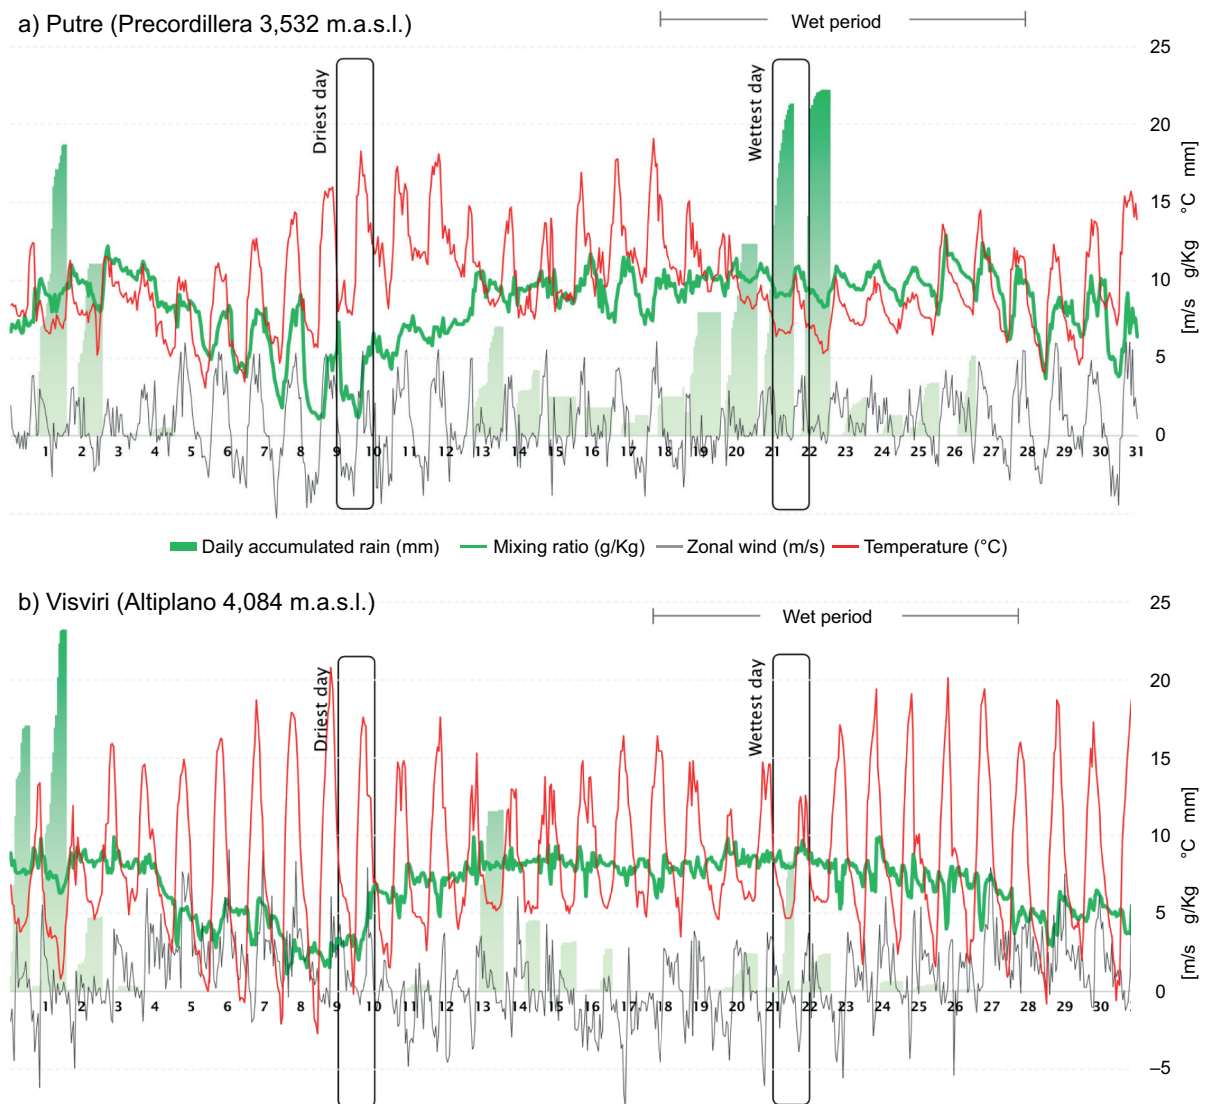 a) Putre (Precordillera 3,532 m.a.s.l.)
Wet period
Driest day
Wettest day
25
20
15
10
5
0
[m/s g/Kg °C mm]
1 2 3 4 5 6 7 8 9 10 11 12 13 14 15 16 17 18 19 20 21 22 23 24 25 26 27 28 29 30 31
Daily accumulated rain (mm) Mixing ratio (g/Kg) Zonal wind (m/s) Temperature (°C)
b) Visviri (Altiplano 4,084 m.a.s.l.)
Wet period
Driest day
Wettest day
25
20
15
10
5
0
–5
[m/s g/Kg °C mm]
1 2 3 4 5 6 7 8 9 10 11 12 13 14 15 16 17 18 19 20 21 22 23 24 25 26 27 28 29 30